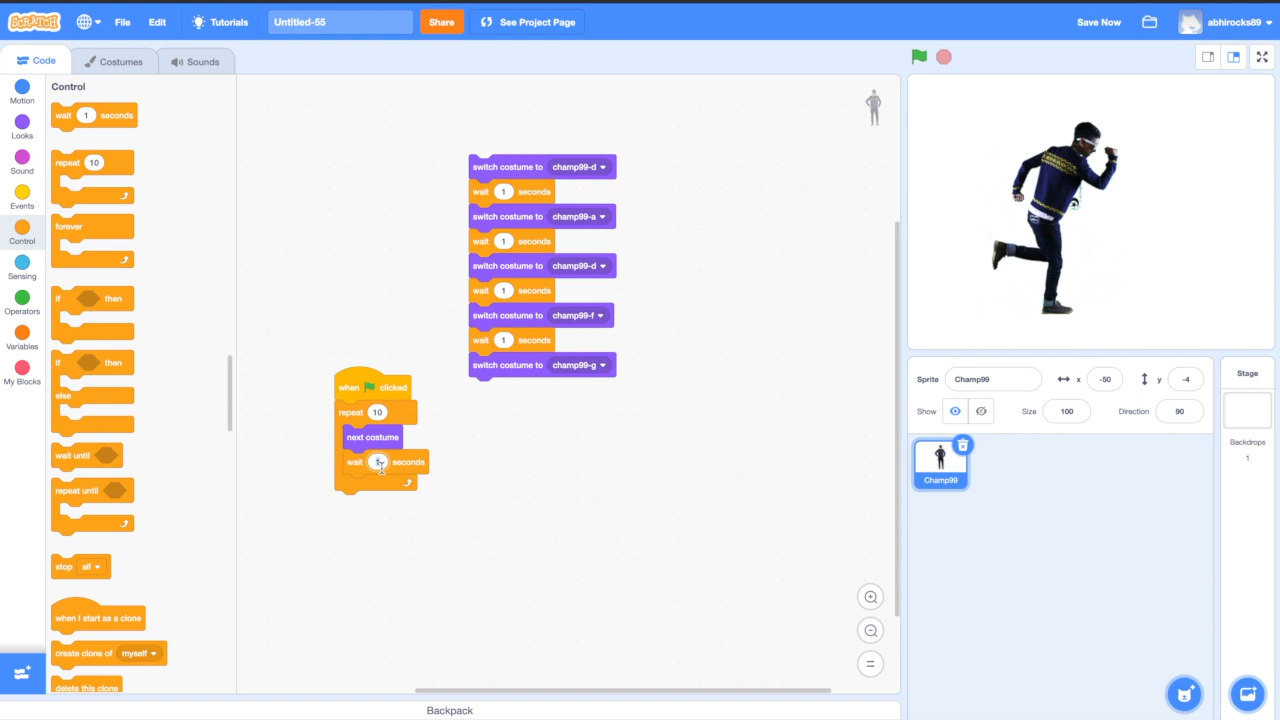 SCRATCH File Edit Tutorials Untitled-55 Share See Project Page Save Now abhirocks89
Code Costumes Sounds
Motion
Looks
Sound
Events
Control
Sensing
Operators
Variables
My Blocks
Control
wait 1 seconds
repeat 10
forever
if then
if then
else
wait until
repeat until
stop all
when I start as a clone
create clone of myself
delete this clone
switch costume to champ99-d
wait 1 seconds
switch costume to champ99-a
wait 1 seconds
switch costume to champ99-d
wait 1 seconds
switch costume to champ99-f
wait 1 seconds
switch costume to champ99-g
when clicked
repeat 10
next costume
wait seconds
Sprite Champ99 x -50 y -4
Show Size 100 Direction 90
Champ99
Stage
Backdrops
1
Backpack